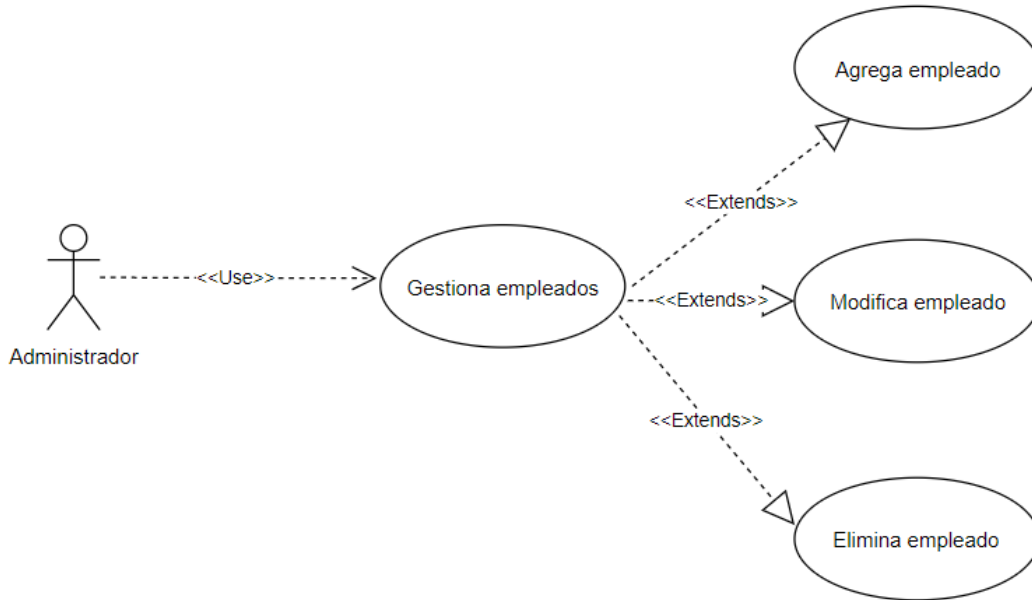 Agrega empleado
<<Extends>>
<<Use>>
Gestiona empleados
<<Extends>>
Modifica empleado
Administrador
<<Extends>>
Elimina empleado